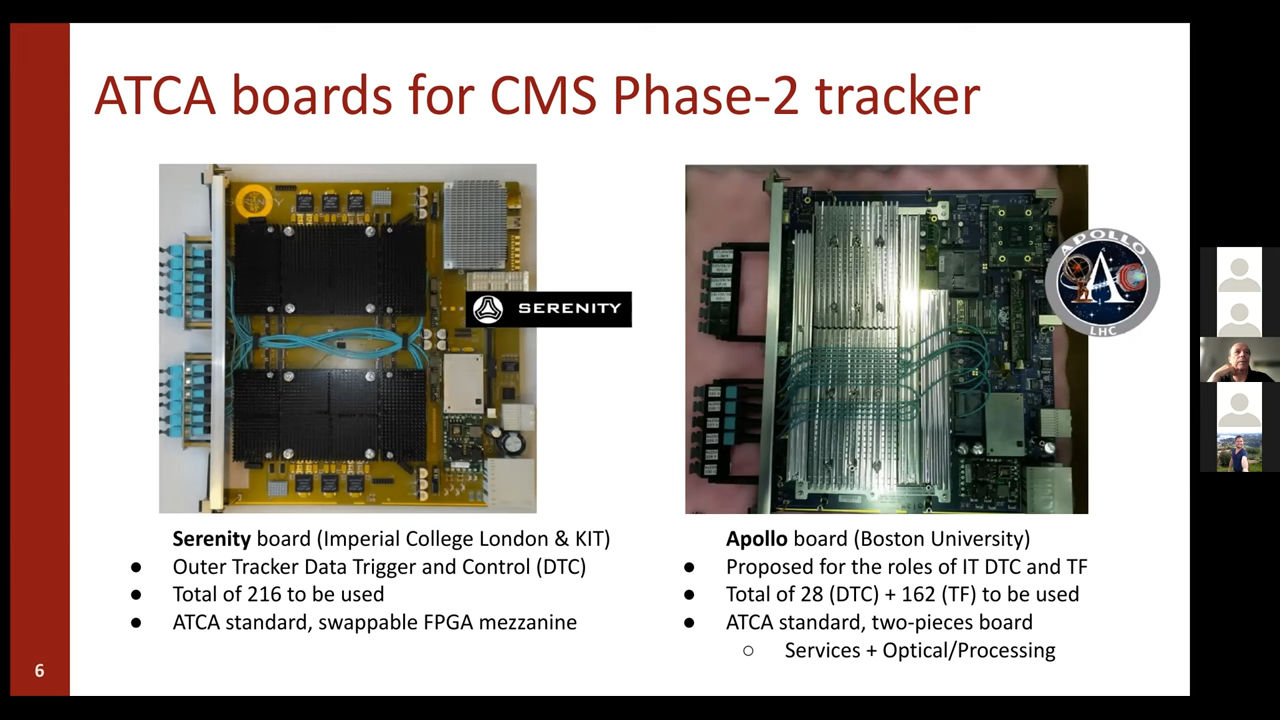 ATCA boards for CMS Phase-2 tracker
SERENITY
APOLLO
A
LHC
Serenity board (Imperial College London & KIT)
● Outer Tracker Data Trigger and Control (DTC)
● Total of 216 to be used
● ATCA standard, swappable FPGA mezzanine
Apollo board (Boston University)
● Proposed for the roles of IT DTC and TF
● Total of 28 (DTC) + 162 (TF) to be used
● ATCA standard, two-pieces board
○ Services + Optical/Processing
6